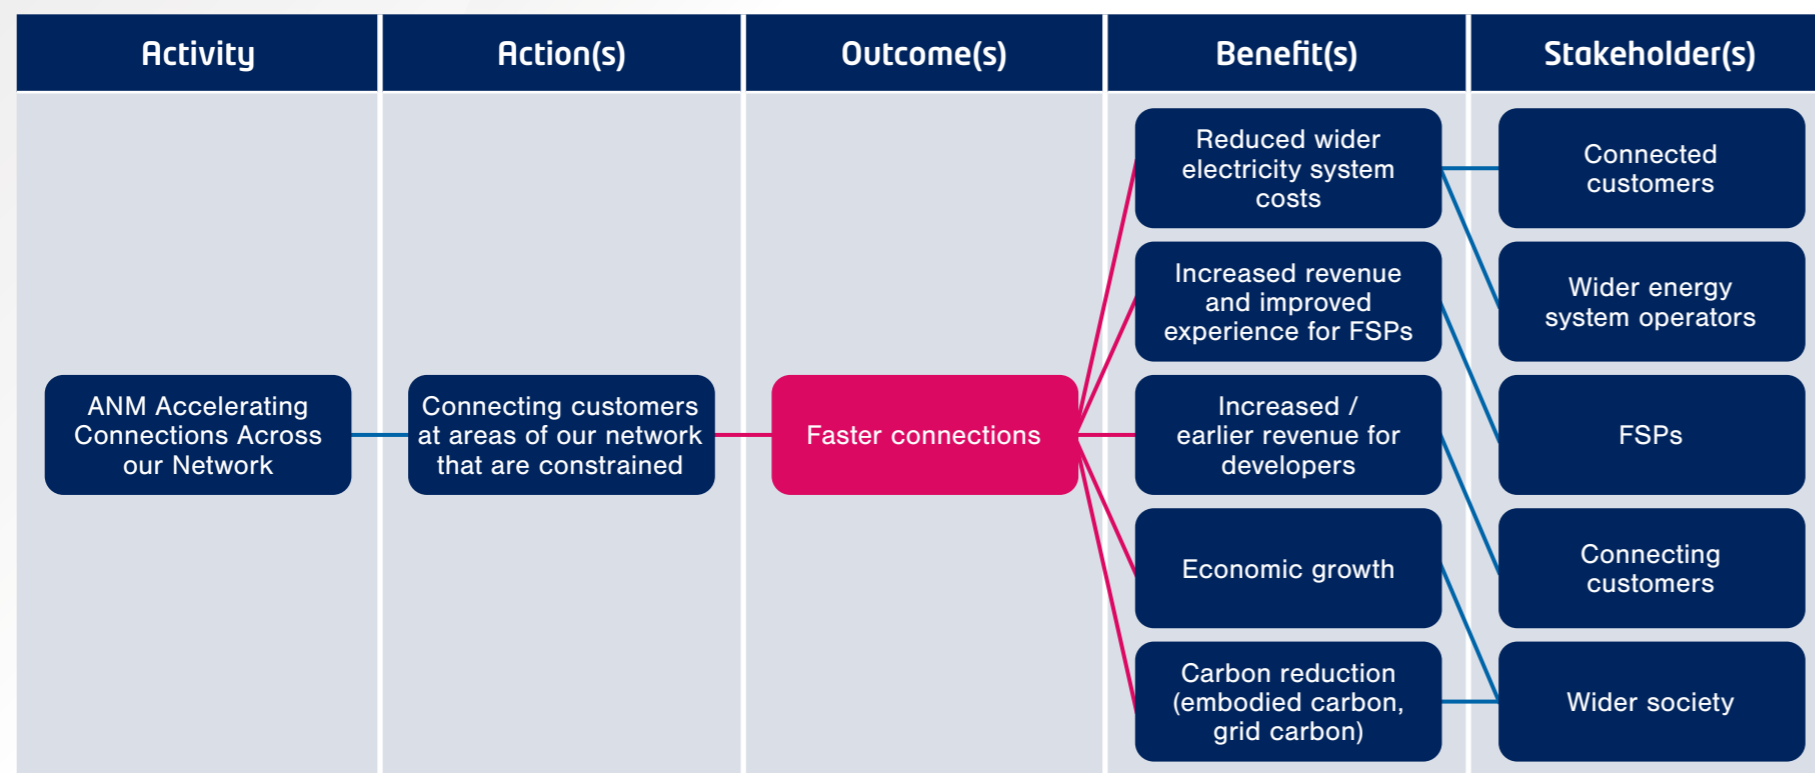 Activity
Action(s)
Outcome(s)
Benefit(s)
Stakeholder(s)
ANM Accelerating
Connections Across
our Network
Connecting customers
at areas of our network
that are constrained
Faster connections
Reduced wider
electricity system
costs
Increased revenue
and improved
experience for FSPs
Increased /
earlier revenue for
developers
Economic growth
Carbon reduction
(embodied carbon,
grid carbon)
Connected
customers
Wider energy
system operators
FSPs
Connecting
customers
Wider society